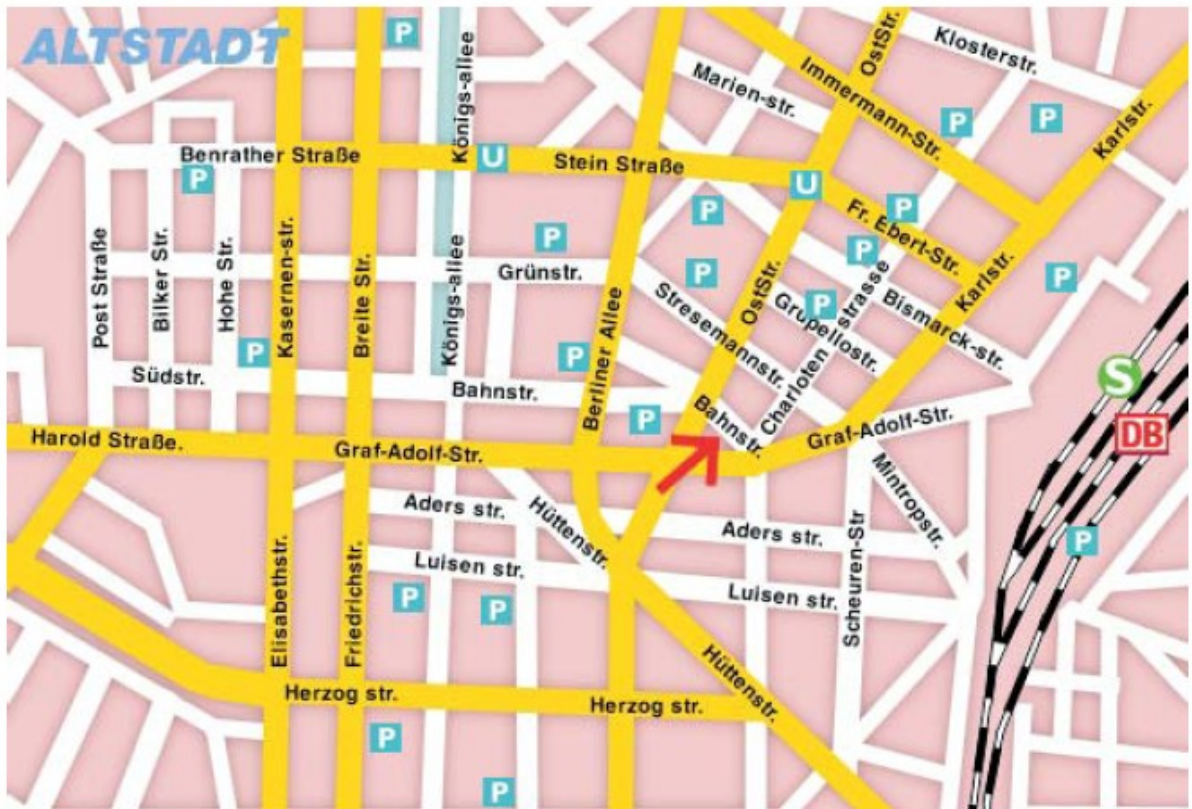 ALTSTADT
P
Königs-allee
OstStr.
Klosterstr.
Marien-str.
Immermann-Str.
P
P
Karlstr.
Benrather Straße
P
U
Stein Straße
U
P
P
Fr. Ebert-Str.
Post Straße
Bilker Str.
Hohe Str.
Kasernen-str.
Breite Str.
Königs-allee
P
Grünstr.
P
P
P
Karlstr.
Berliner Allee
Stresemannstr.
OstStr.
Grupellostr.
P
Charloten strasse
Bismarck-str.
P
P
S
Südstr.
Bahnstr.
P
Bahnstr.
Graf-Adolf-Str.
DB
Harold Straße.
Graf-Adolf-Str.
Mintropstr.
Aders str.
Hüttenstr.
Aders str.
Scheuren-Str
P
Elisabethstr.
Friedrichstr.
Luisen str.
Luisen str.
P
P
Hüttenstr.
Herzog str.
Herzog str.
P
P